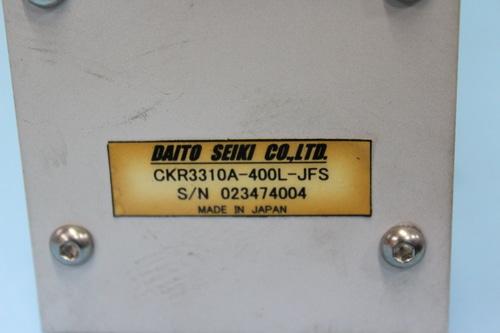 DAITO SEIKI CO.,LTD.
CKR3310A-400L-JFS
S/N 023474004
MADE IN JAPAN